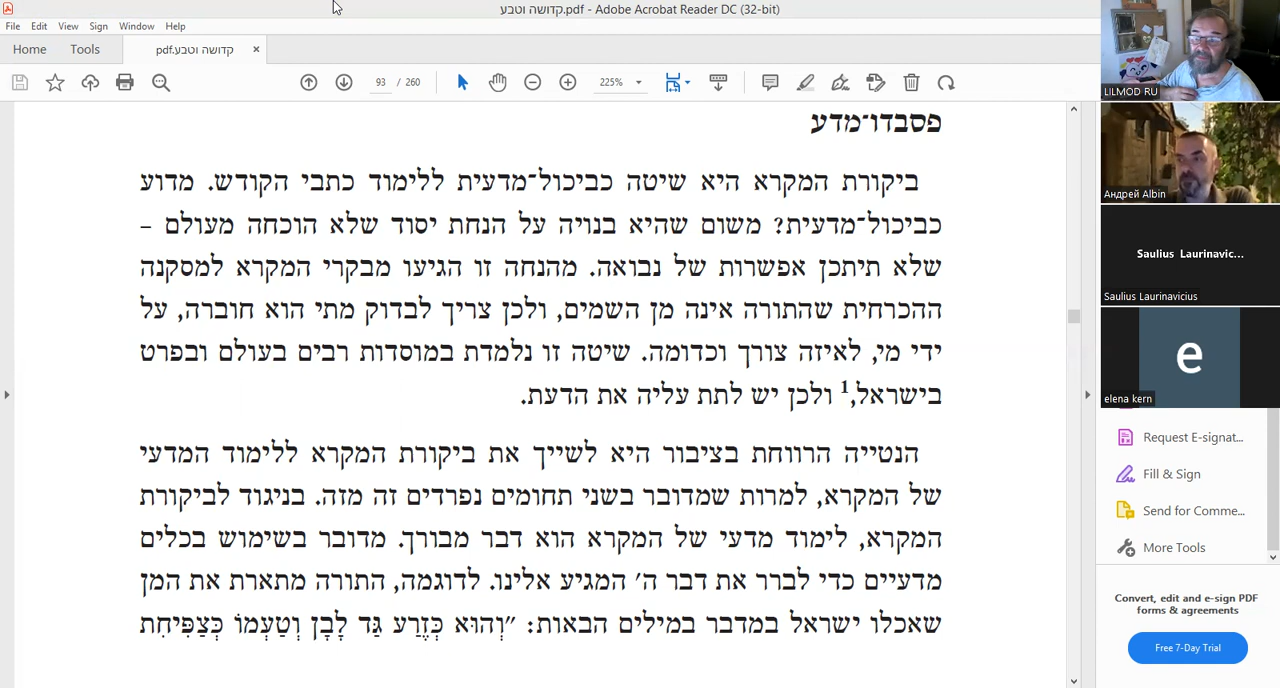 קדושה וטבע.pdf - Adobe Acrobat Reader DC (32-bit)
File Edit View Sign Window Help
Home Tools קדושה וטבע.pdf ×
93 / 260 225%
פסבדו־מדע
ביקורת המקרא היא שיטה כביכול־מדעית ללימוד כתבי הקודש. מדוע
כביכול־מדעית? משום שהיא בנויה על הנחת יסוד שלא הוכחה מעולם –
שלא תיתכן אפשרות של נבואה. מהנחה זו הגיעו מבקרי המקרא למסקנה
ההכרחית שהתורה אינה מן השמים, ולכן צריך לבדוק מתי הוא חוברה, על
ידי מי, לאיזה צורך וכדומה. שיטה זו נלמדת במוסדות רבים בעולם ובפרט
בישראל,1 ולכן יש לתת עליה את הדעת.
הנטייה הרווחת בציבור היא לשייך את ביקורת המקרא ללימוד המדעי
של המקרא, למרות שמדובר בשני תחומים נפרדים זה מזה. בניגוד לביקורת
המקרא, לימוד מדעי של המקרא הוא דבר מבורך. מדובר בשימוש בכלים
מדעיים כדי לברר את דבר ה׳ המגיע אלינו. לדוגמה, התורה מתארת את המן
שאכלו ישראל במדבר במילים הבאות: ״וְהוּא כְּזֶרַע גַּד לָבָן וְטַעְמוֹ כְּצַפִּיחִת
LILMOD RU
Андрей Albin
Saulius Laurinavic...
Saulius Laurinavicius
e
elena kern
Request E-signat...
Fill & Sign
Send for Comme...
More Tools
Convert, edit and e-sign PDF
forms & agreements
Free 7-Day Trial